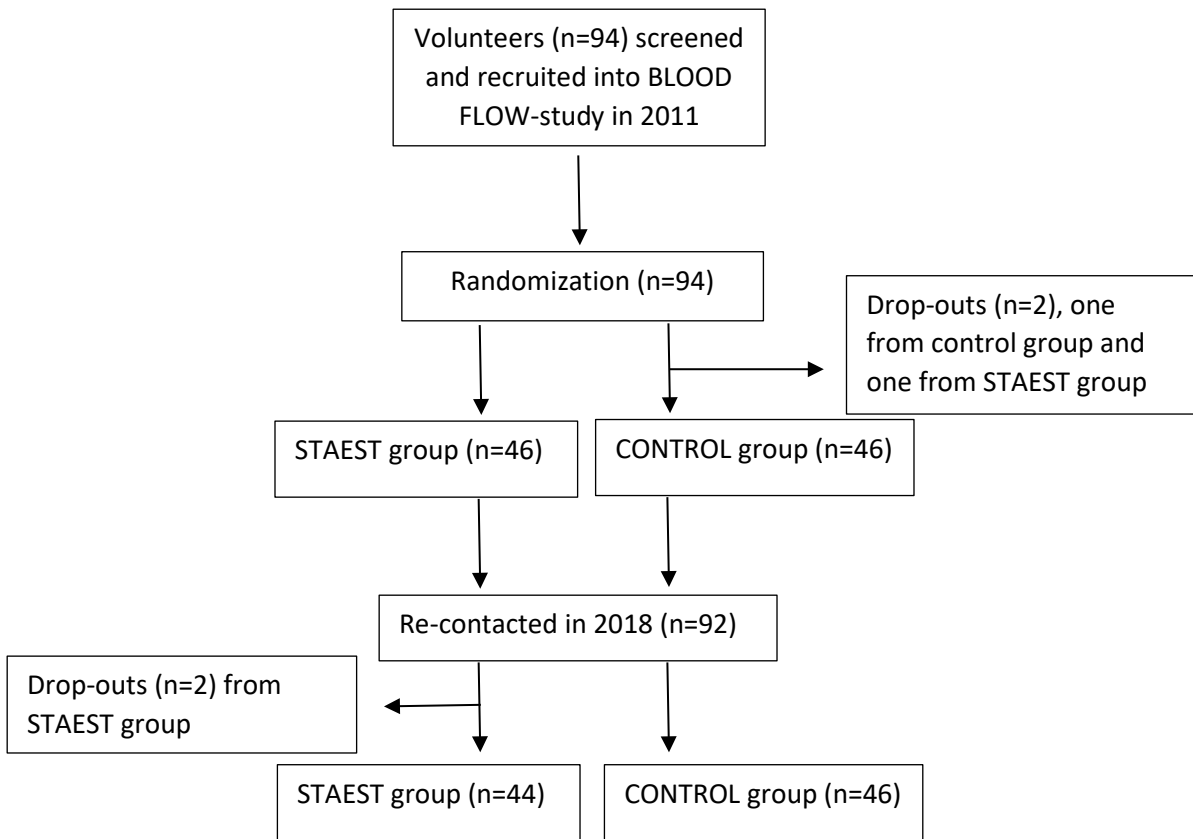 Volunteers (n=94) screened
and recruited into BLOOD
FLOW-study in 2011
Randomization (n=94)
Drop-outs (n=2), one
from control group and
one from STAEST group
STAEST group (n=46)
CONTROL group (n=46)
Re-contacted in 2018 (n=92)
Drop-outs (n=2) from
STAEST group
STAEST group (n=44)
CONTROL group (n=46)